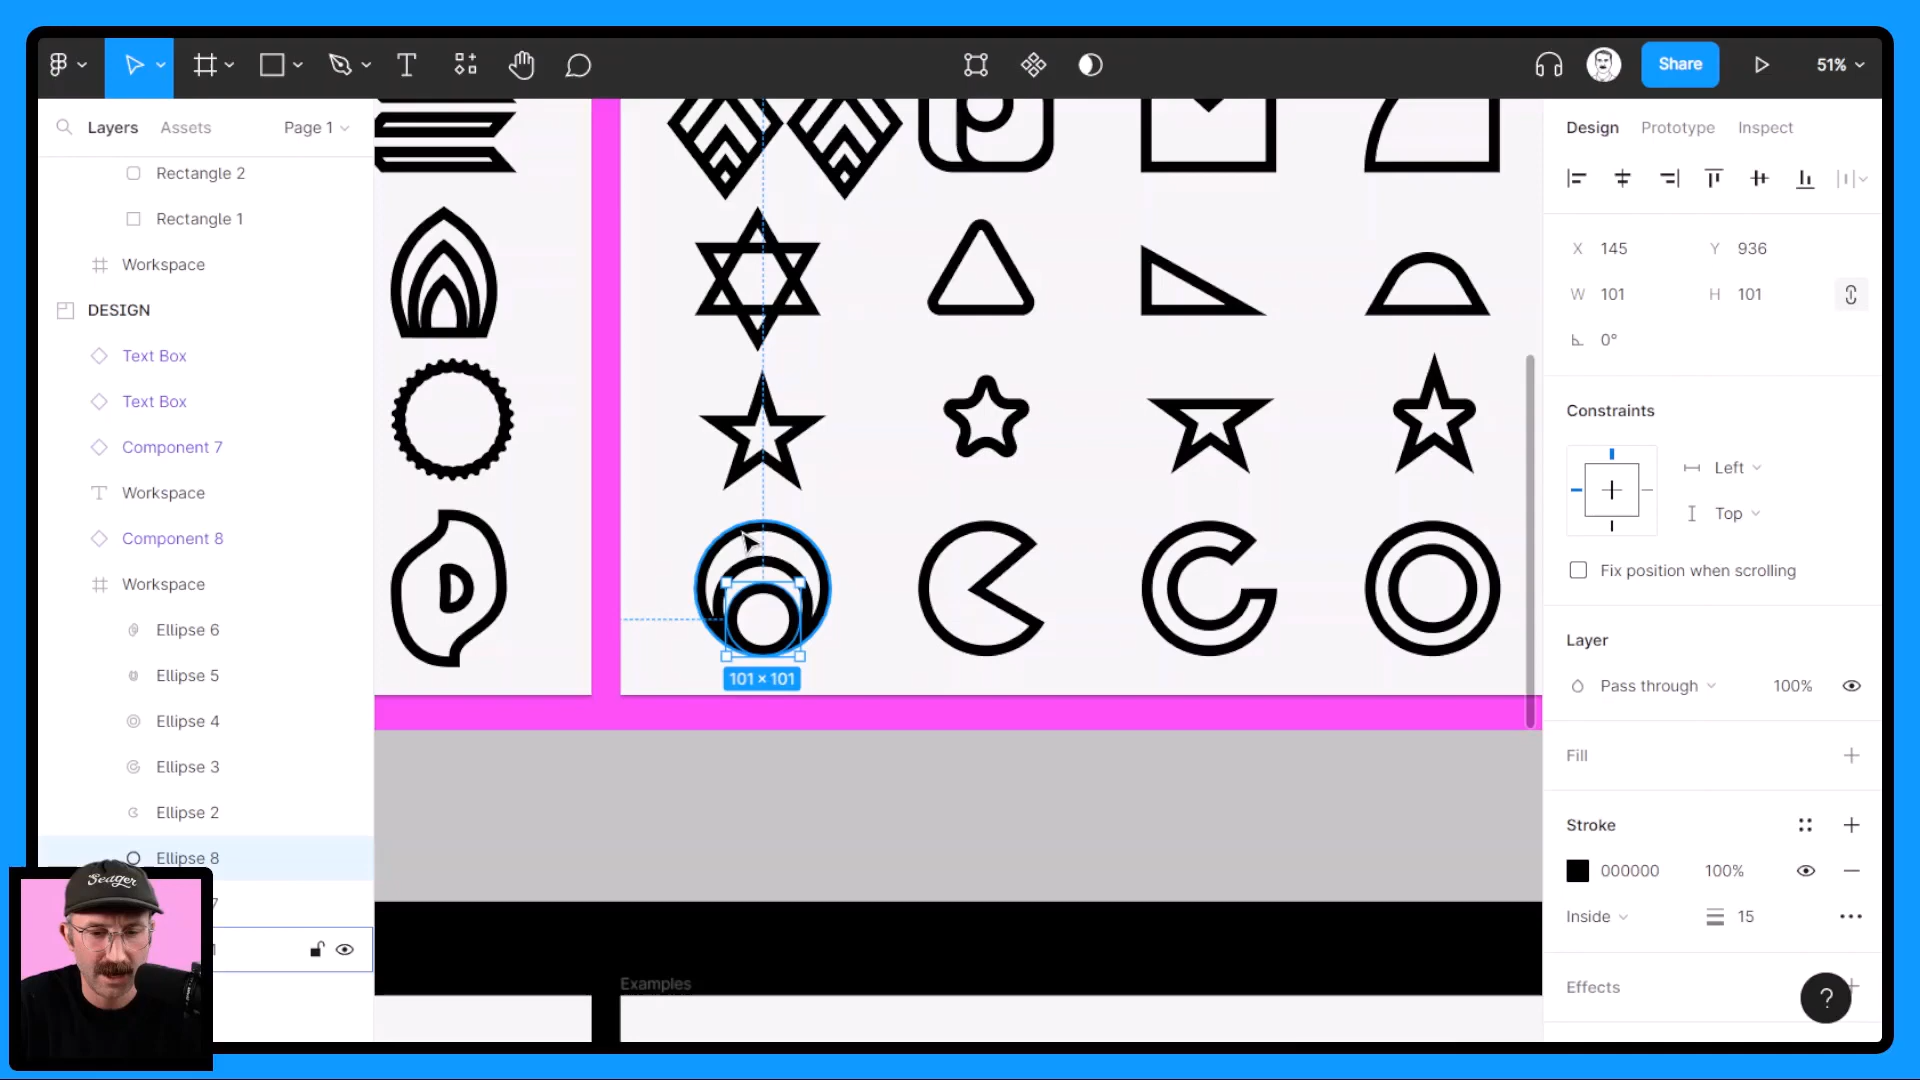 Share
51%
Layers
Assets
Page 1
Rectangle 2
Rectangle 1
Workspace
DESIGN
Text Box
Text Box
Component 7
Workspace
Component 8
Workspace
Ellipse 6
Ellipse 5
Ellipse 4
Ellipse 3
Ellipse 2
Ellipse 8
7
1
Seager
101 × 101
Examples
Design
Prototype
Inspect
X 145
Y 936
W 101
H 101
0°
Constraints
Left
Top
Fix position when scrolling
Layer
Pass through
100%
Fill
Stroke
000000
100%
Inside
15
Effects
?